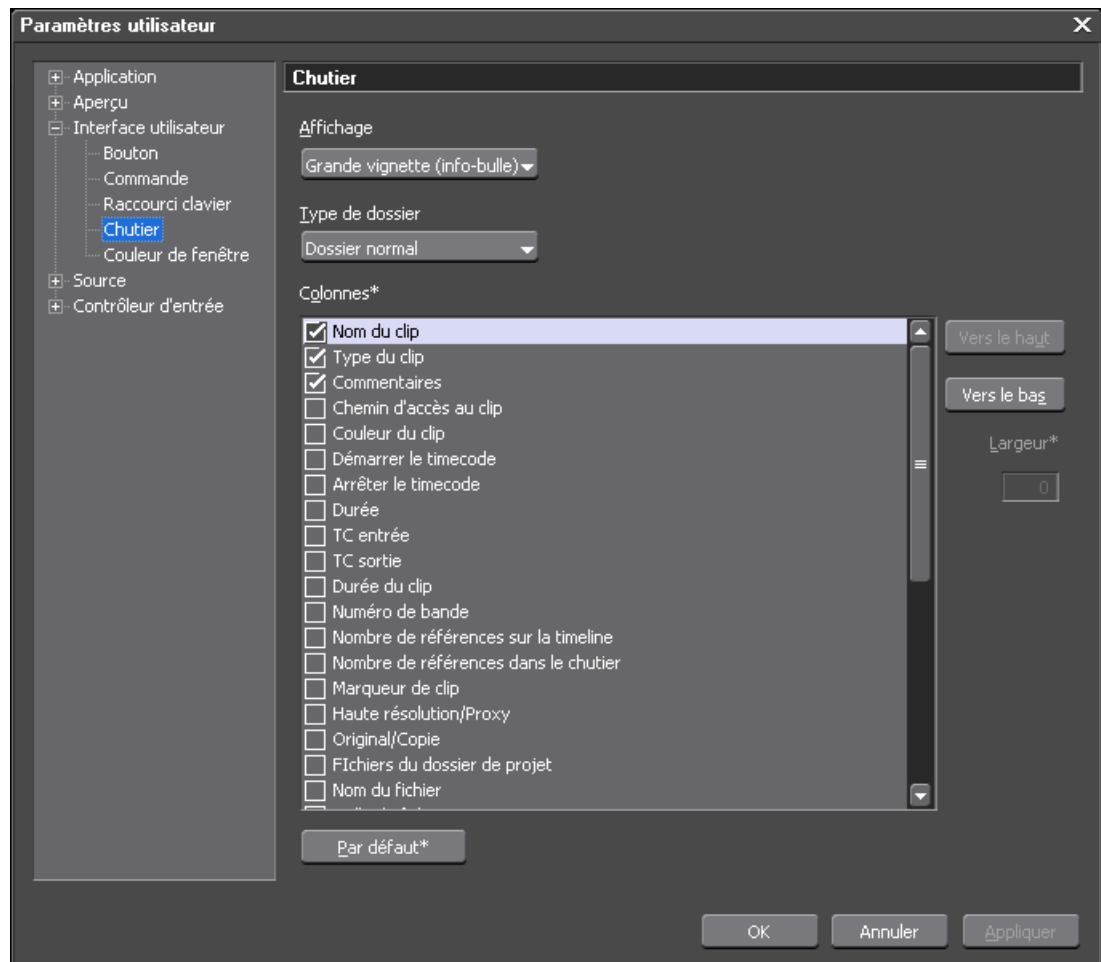 Paramètres utilisateur
Application
Aperçu
Interface utilisateur
Bouton
Commande
Raccourci clavier
Chutier
Couleur de fenêtre
Source
Contrôleur d'entrée
Chutier
Affichage
Grande vignette (info-bulle)
Type de dossier
Dossier normal
Colonnes*
Nom du clip
Type du clip
Commentaires
Chemin d'accès au clip
Couleur du clip
Démarrer le timecode
Arrêter le timecode
Durée
TC entrée
TC sortie
Durée du clip
Numéro de bande
Nombre de références sur la timeline
Nombre de références dans le chutier
Marqueur de clip
Haute résolution/Proxy
Original/Copie
FIchiers du dossier de projet
Nom du fichier
Vers le haut
Vers le bas
Largeur*
0
Par défaut*
OK
Annuler
Appliquer